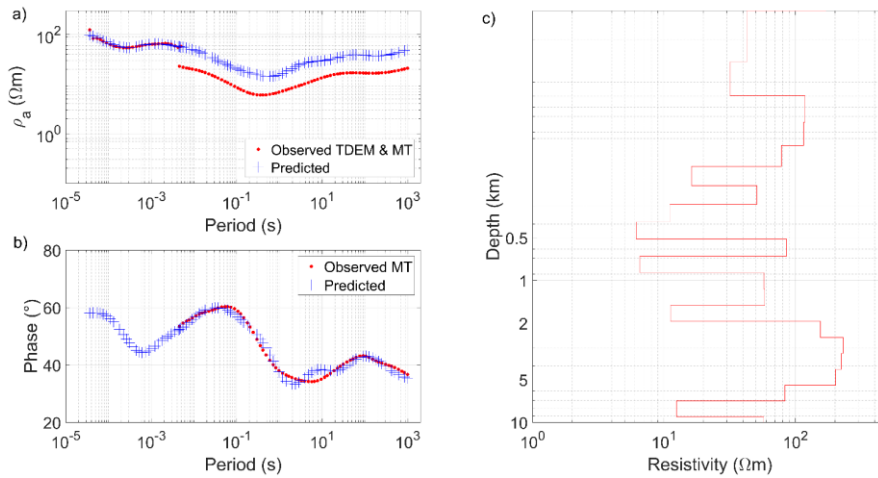 a)
ρa (Ωm)
10^2
10^0
10^-5
10^-3
10^-1
10^1
10^3
Period (s)
Observed TDEM & MT
Predicted
b)
Phase (°)
80
60
40
20
10^-5
10^-3
10^-1
10^1
10^3
Period (s)
Observed MT
Predicted
c)
Depth (km)
0.5
1
2
5
10
10^0
10^1
10^2
Resistivity (Ωm)